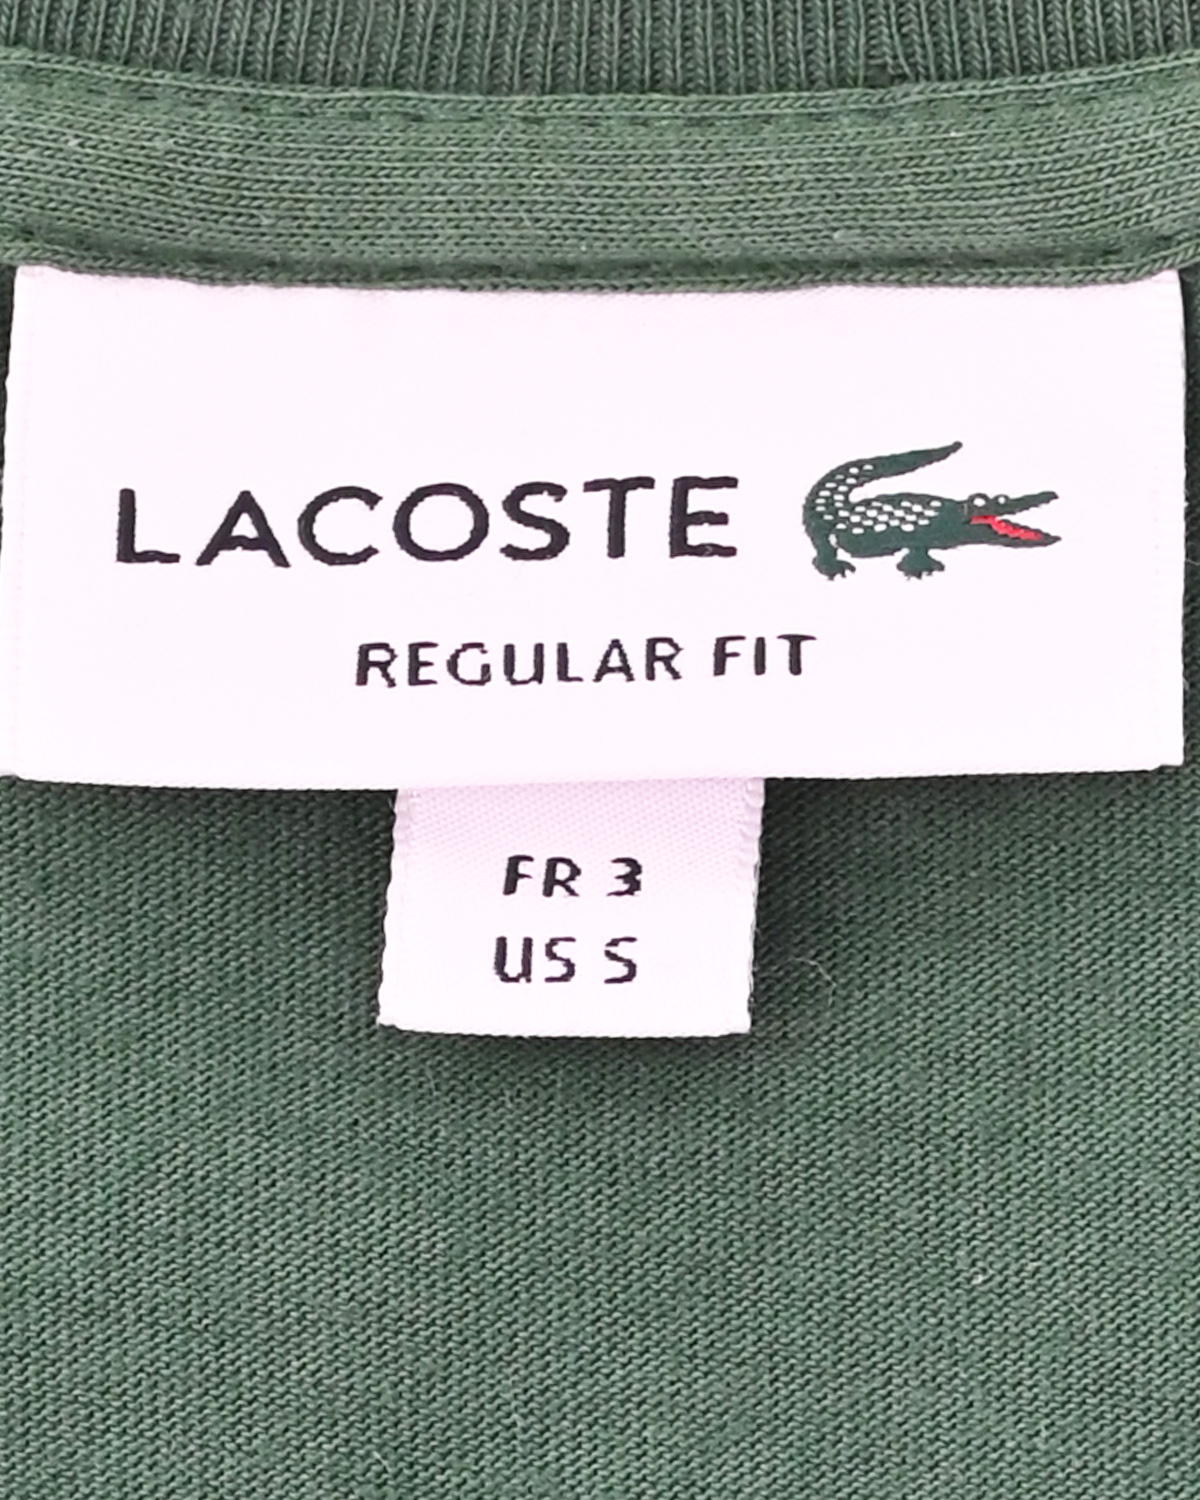 LACOSTE
REGULAR FIT
FR 3
US S